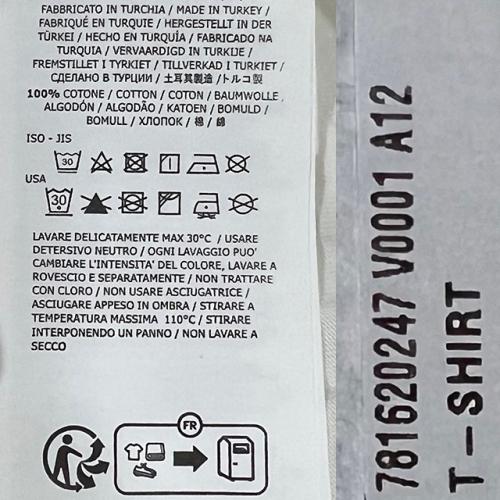 FABBRICATO IN TURCHIA / MADE IN TURKEY /
FABRIQUÉ EN TURQUIE / HERGESTELLT IN DER
TÜRKEI / HECHO EN TURQUÍA / FABRICADO NA
TURQUIA / VERVAARDIGD IN TURKIJE /
FREMSTILLET I TYRKIET / TILLVERKAD I TURKIET /
СДЕЛАНО В ТУРЦИИ / 土耳其製造 /トルコ製
100% COTONE / COTTON / COTON / BAUMWOLLE /
ALGODÓN / ALGODÃO / KATOEN / BOMULD /
BOMULL / ХЛОПОК / 棉 / 綿
ISO - JIS
30
USA
30
LAVARE DELICATAMENTE MAX 30°C / USARE
DETERSIVO NEUTRO / OGNI LAVAGGIO PUO'
CAMBIARE L'INTENSITA' DEL COLORE, LAVARE A
ROVESCIO E SEPARATAMENTE / NON TRATTARE
CON CLORO / NON USARE ASCIUGATRICE /
ASCIUGARE APPESO IN OMBRA / STIRARE A
TEMPERATURA MASSIMA 110°C / STIRARE
INTERPONENDO UN PANNO / NON LAVARE A
SECCO
FR
781620247 V0001 A12
T-SHIRT